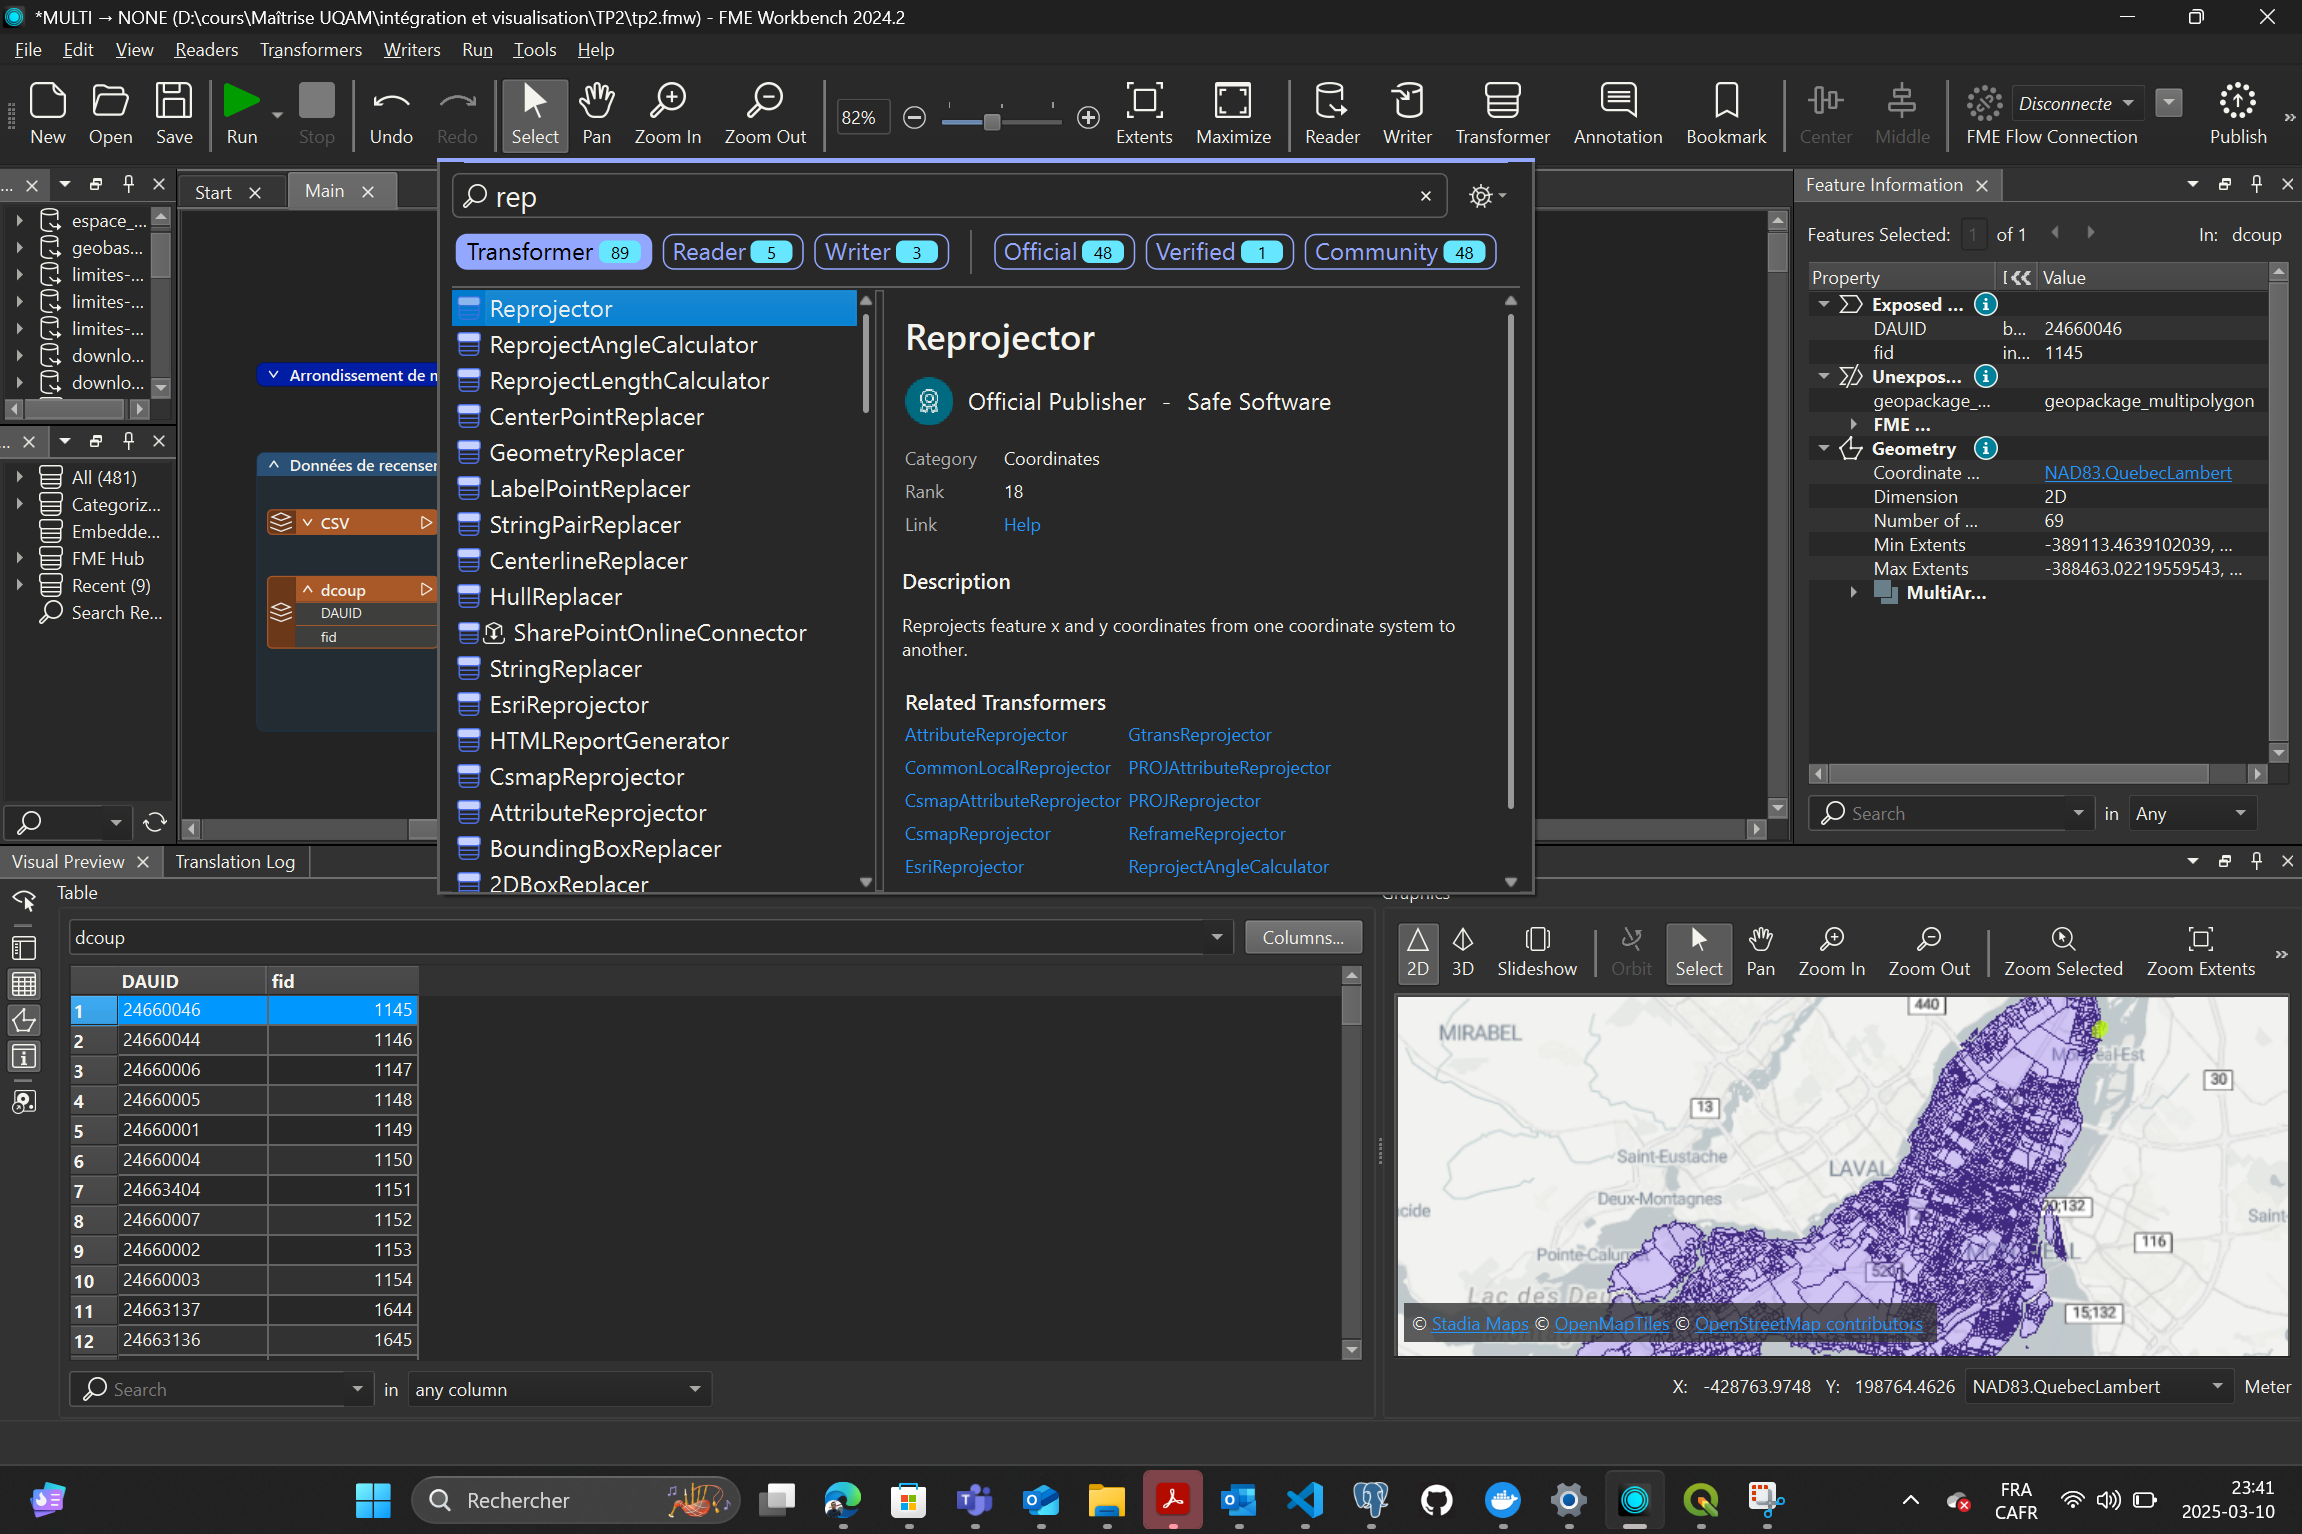 *MULTI → NONE (D:\cours\Maîtrise UQAM\intégration et visualisation\TP2\tp2.fmw) - FME Workbench 2024.2
File Edit View Readers Transformers Writers Run Tools Help
New Open Save Run Stop Undo Redo Select Pan Zoom In Zoom Out 82% Extents Maximize Reader Writer Transformer Annotation Bookmark Center Middle Disconnecte FME Flow Connection Publish »
... Start Main
rep
Transformer 89 Reader 5 Writer 3 Official 48 Verified 1 Community 48
espace_...
geobas...
limites-...
limites-...
limites-...
downlo...
downlo...
...
All (481)
Categoriz...
Embedde...
FME Hub
Recent (9)
Search Re...
Arrondissement de m
Données de recenser
CSV
dcoup
DAUID
fid
Reprojector
ReprojectAngleCalculator
ReprojectLengthCalculator
CenterPointReplacer
GeometryReplacer
LabelPointReplacer
StringPairReplacer
CenterlineReplacer
HullReplacer
SharePointOnlineConnector
StringReplacer
EsriReprojector
HTMLReportGenerator
CsmapReprojector
AttributeReprojector
BoundingBoxReplacer
2DBoxReplacer
Reprojector
Official Publisher - Safe Software
Category Coordinates
Rank 18
Link Help
Description
Reprojects feature x and y coordinates from one coordinate system to
another.
Related Transformers
AttributeReprojector GtransReprojector
CommonLocalReprojector PROJAttributeReprojector
CsmapAttributeReprojector PROJReprojector
CsmapReprojector ReframeReprojector
EsriReprojector ReprojectAngleCalculator
Feature Information
Features Selected: 1 of 1 In: dcoup
Property Value
Exposed ...
DAUID b... 24660046
fid in... 1145
Unexpos...
geopackage_... geopackage_multipolygon
FME ...
Geometry
Coordinate ... NAD83.QuebecLambert
Dimension 2D
Number of ... 69
Min Extents -389113.4639102039, ...
Max Extents -388463.02219559543, ...
MultiAr...
Search in Any
Visual Preview Translation Log
Table
dcoup Columns...
DAUID fid
1 24660046 1145
2 24660044 1146
3 24660006 1147
4 24660005 1148
5 24660001 1149
6 24660004 1150
7 24663404 1151
8 24660007 1152
9 24660002 1153
10 24660003 1154
11 24663137 1644
12 24663136 1645
Search in any column
Graphics
2D 3D Slideshow Orbit Select Pan Zoom In Zoom Out Zoom Selected Zoom Extents »
440
MIRABEL
Montréal-Est
30
13
Saint-Eustache
LAVAL
Deux-Montagnes
cide
20;132
Saint-
116
Pointe-Calumet
MONTRÉAL
520
Lac des Deu
15;132
© Stadia Maps © OpenMapTiles © OpenStreetMap contributors
X: -428763.9748 Y: 198764.4626 NAD83.QuebecLambert Meter
Rechercher
FRA
CAFR
23:41
2025-03-10